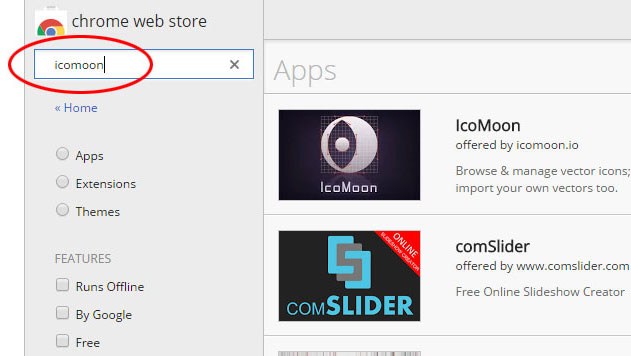 chrome web store
icomoon
« Home
Apps
Extensions
Themes
FEATURES
Runs Offline
By Google
Free
Apps
IcoMoon
IcoMoon
offered by icomoon.io
Browse & manage vector icons;
import your own vectors too.
ONLINE
SLIDESHOW CREATOR
COMSLIDER
comSlider
offered by www.comslider.com
Free Online Slideshow Creator